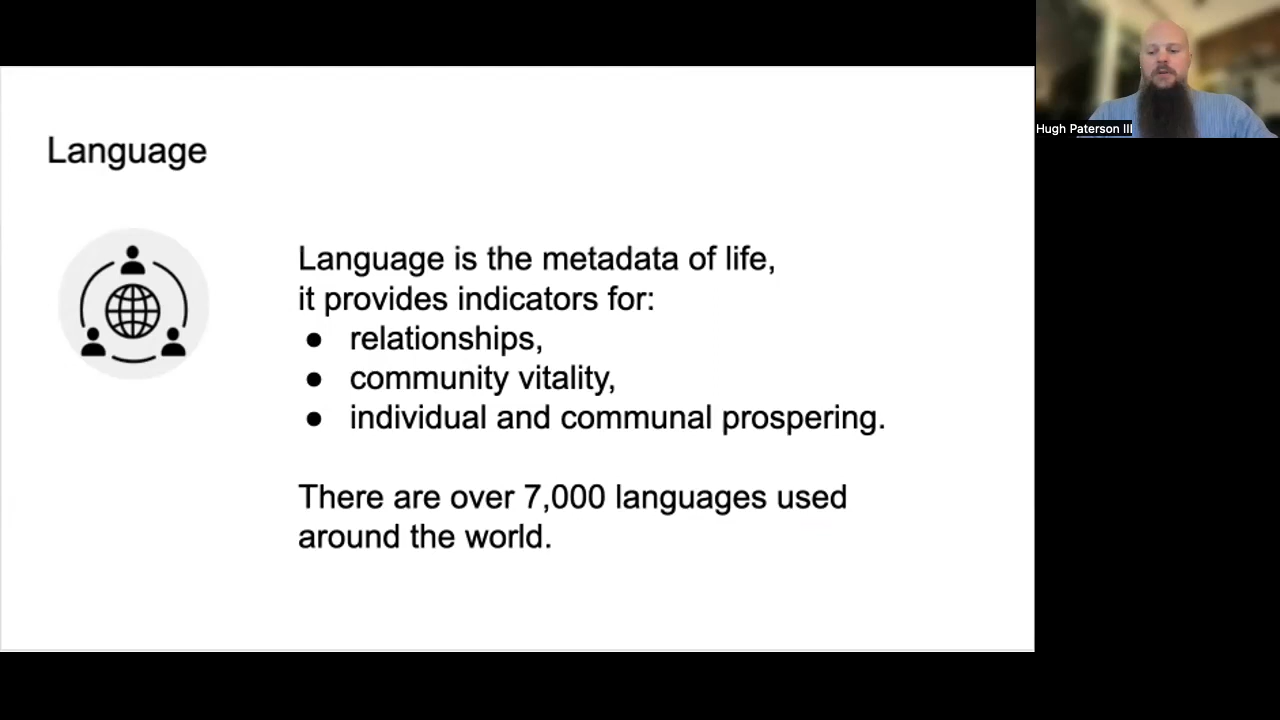 Language
Language is the metadata of life,
it provides indicators for:
● relationships,
● community vitality,
● individual and communal prospering.
There are over 7,000 languages used
around the world.
Hugh Paterson III